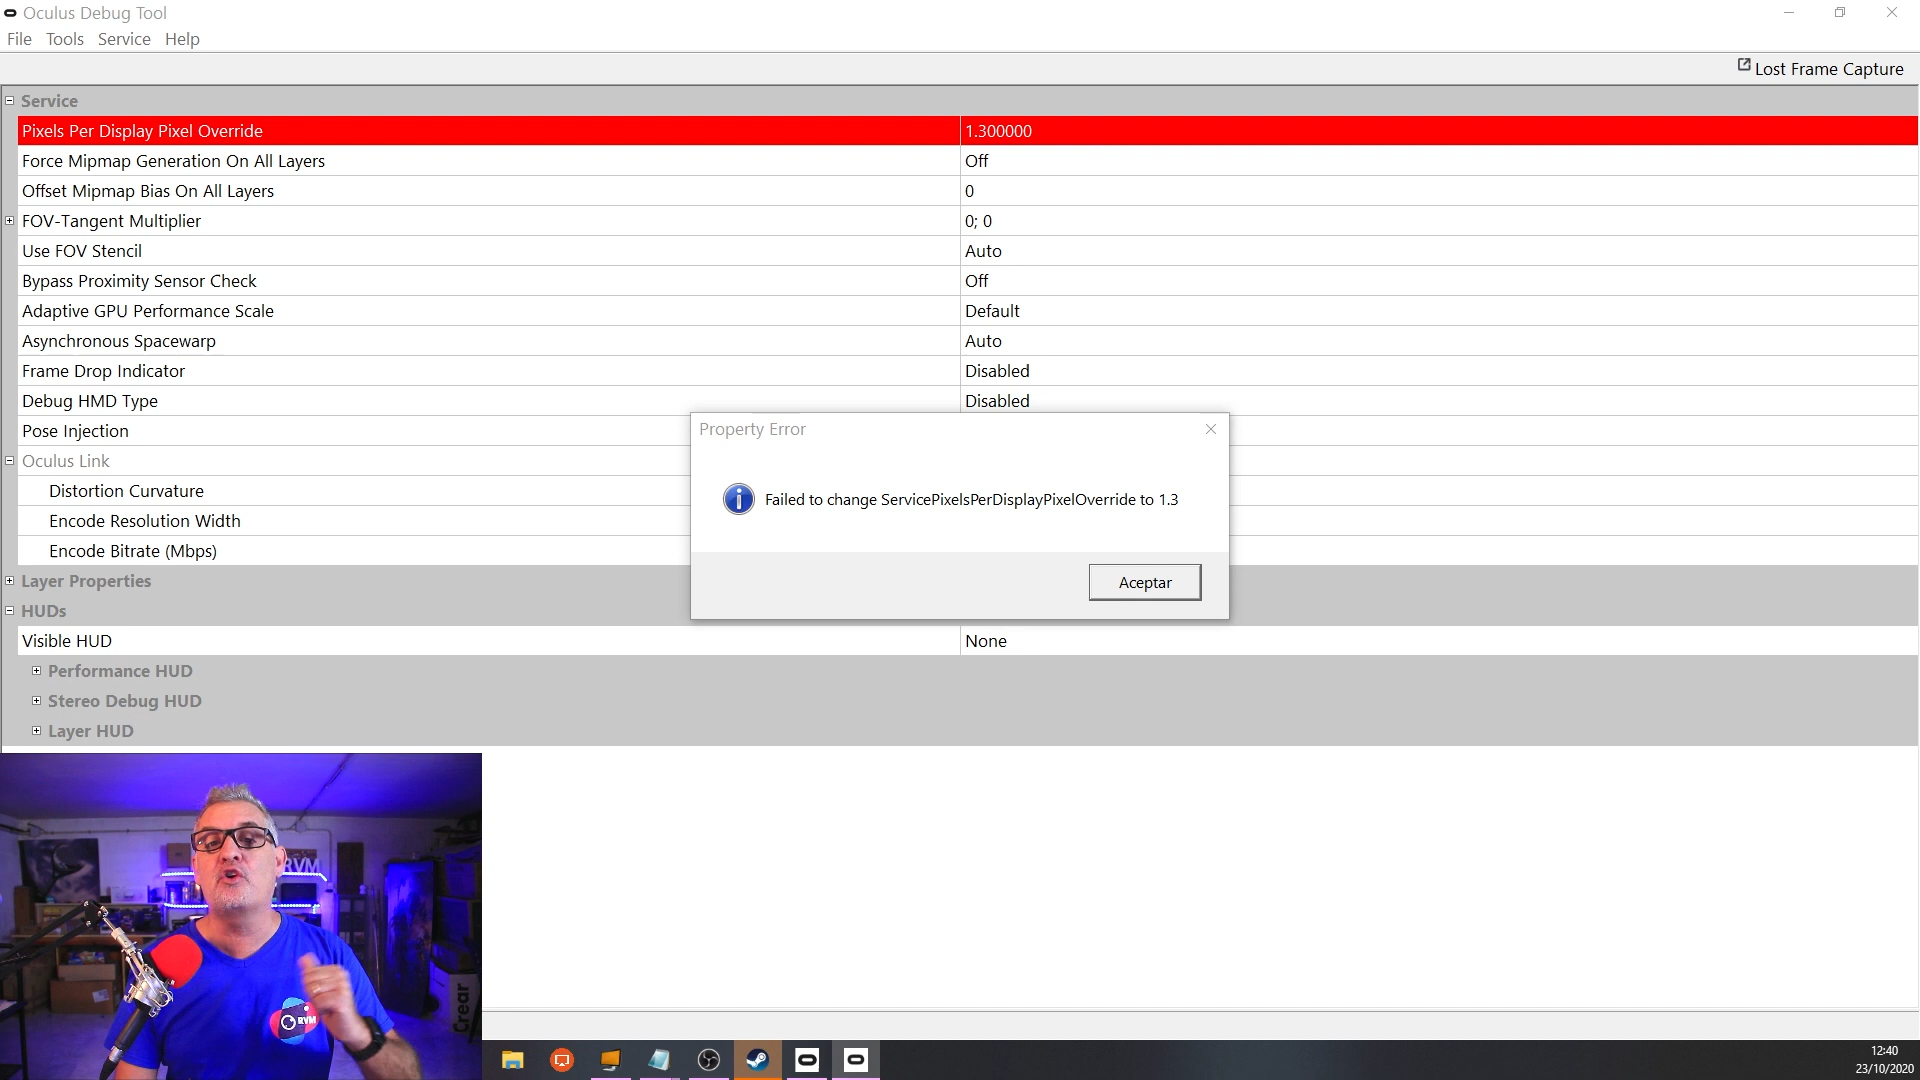 Oculus Debug Tool
File Tools Service Help
Lost Frame Capture
Service
Pixels Per Display Pixel Override 1.300000
Force Mipmap Generation On All Layers Off
Offset Mipmap Bias On All Layers 0
FOV-Tangent Multiplier 0; 0
Use FOV Stencil Auto
Bypass Proximity Sensor Check Off
Adaptive GPU Performance Scale Default
Asynchronous Spacewarp Auto
Frame Drop Indicator Disabled
Debug HMD Type Disabled
Pose Injection
Oculus Link
Distortion Curvature
Encode Resolution Width
Encode Bitrate (Mbps)
Property Error
Failed to change ServicePixelsPerDisplayPixelOverride to 1.3
Aceptar
Layer Properties
HUDs
Visible HUD None
Performance HUD
Stereo Debug HUD
Layer HUD
RVM
RVM
Crear
12:40
23/10/2020